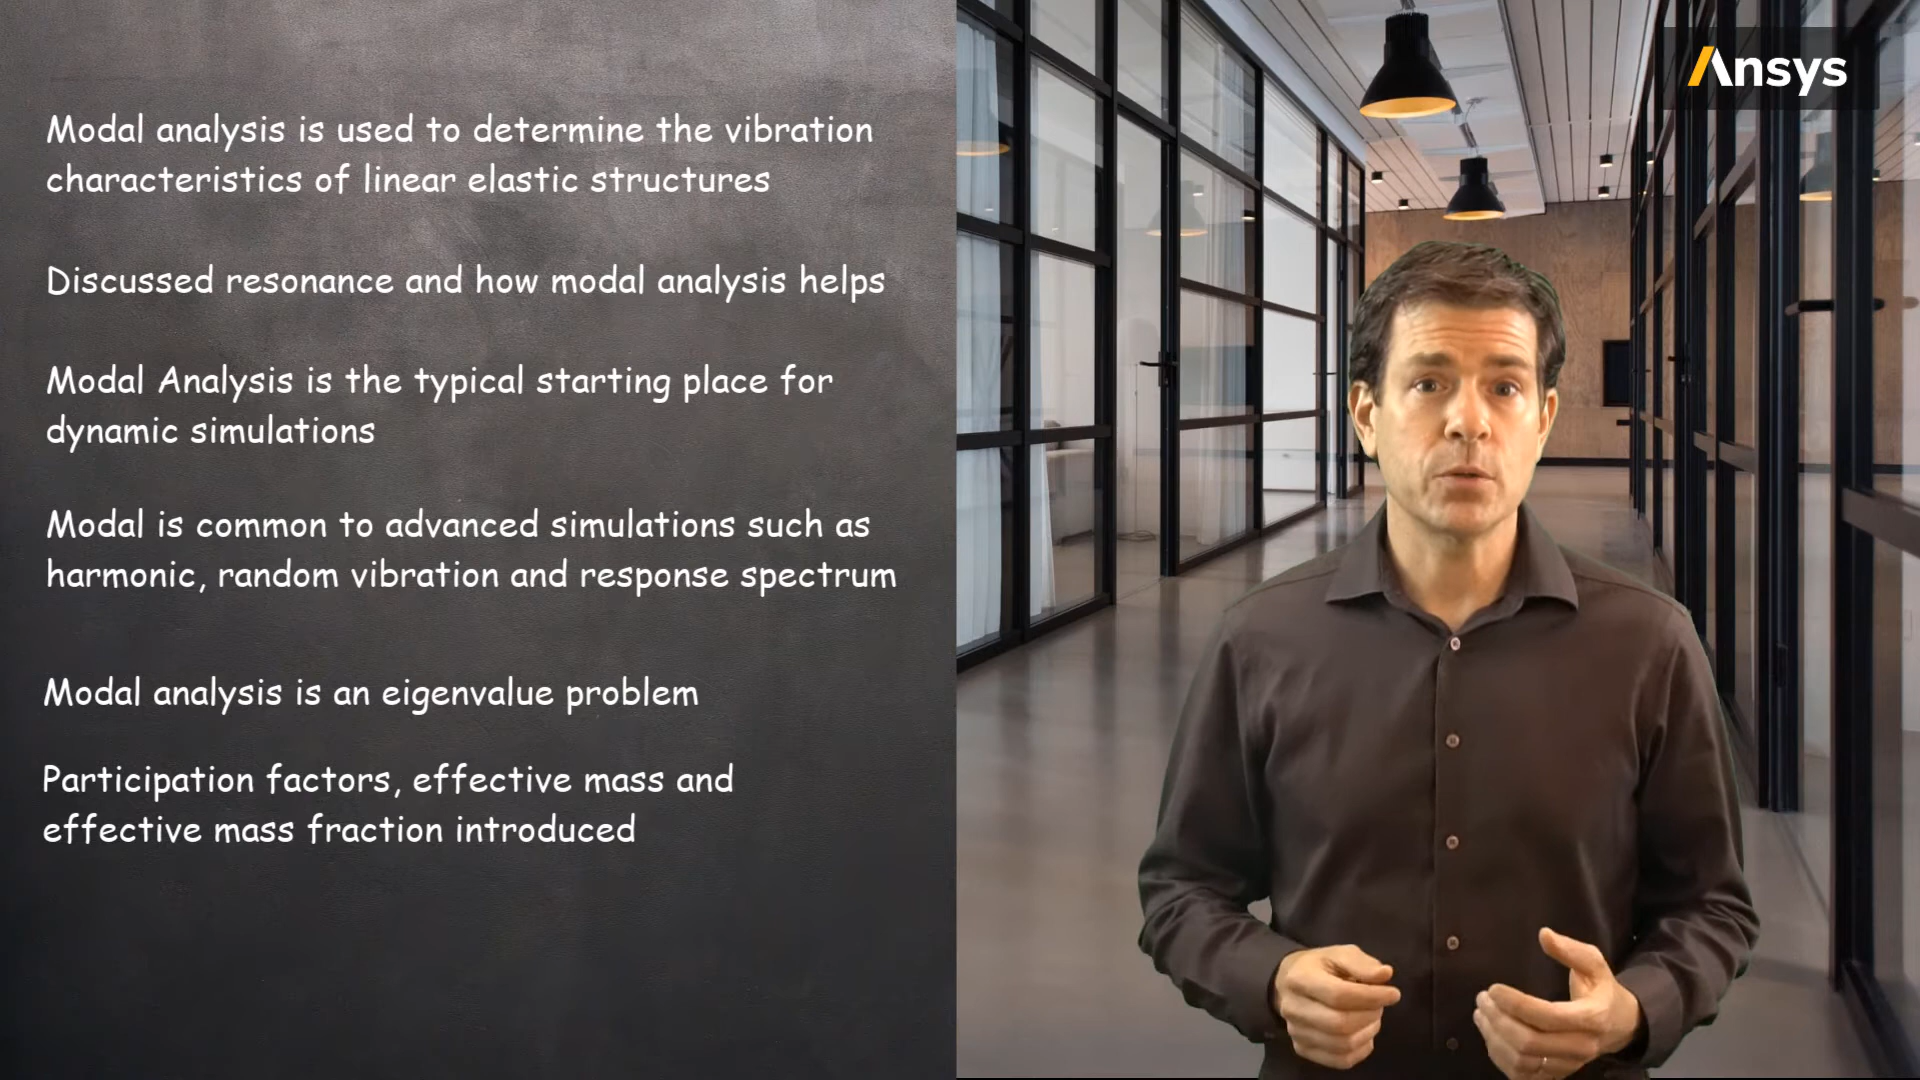 Modal analysis is used to determine the vibration
characteristics of linear elastic structures
Discussed resonance and how modal analysis helps
Modal Analysis is the typical starting place for
dynamic simulations
Modal is common to advanced simulations such as
harmonic, random vibration and response spectrum
Modal analysis is an eigenvalue problem
Participation factors, effective mass and
effective mass fraction introduced
Ansys